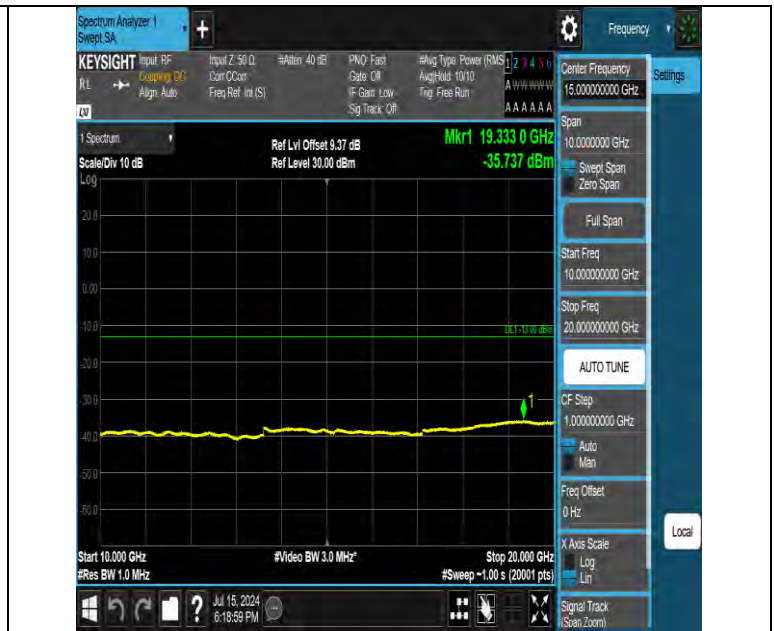 Spectrum Analyzer 1
Swept SA
+
Frequency
KEYSIGHT
RL
Input: RF
Coupling: DC
Align: Auto
Input Z: 50 Ω
Corr CCorr
Freq Ref: Int (S)
#Atten: 40 dB
PNO: Fast
Gate: Off
IF Gain: Low
Sig Track: Off
#Avg Type: Power (RMS
Avg|Hold: 10/10
Trig: Free Run
1 2 3 4 5 6
A W W W W W
A A A A A A
LXI
Settings
1 Spectrum
Scale/Div 10 dB
Ref Lvl Offset 9.37 dB
Ref Level 30.00 dBm
Mkr1 19.333 0 GHz
-35.737 dBm
Log
20.0
10.0
0.00
-10.0
-20.0
-30.0
-40.0
-50.0
-60.0
DL1 -13.00 dBm
1
Start 10.000 GHz
#Res BW 1.0 MHz
#Video BW 3.0 MHz*
Stop 20.000 GHz
#Sweep ~1.00 s (20001 pts)
Center Frequency
15.000000000 GHz
Span
10.0000000 GHz
Swept Span
Zero Span
Full Span
Start Freq
10.000000000 GHz
Stop Freq
20.000000000 GHz
AUTO TUNE
CF Step
1.000000000 GHz
Auto
Man
Freq Offset
0 Hz
X Axis Scale
Log
Lin
Signal Track
(Span Zoom)
Local
?
Jul 15, 2024
6:18:59 PM